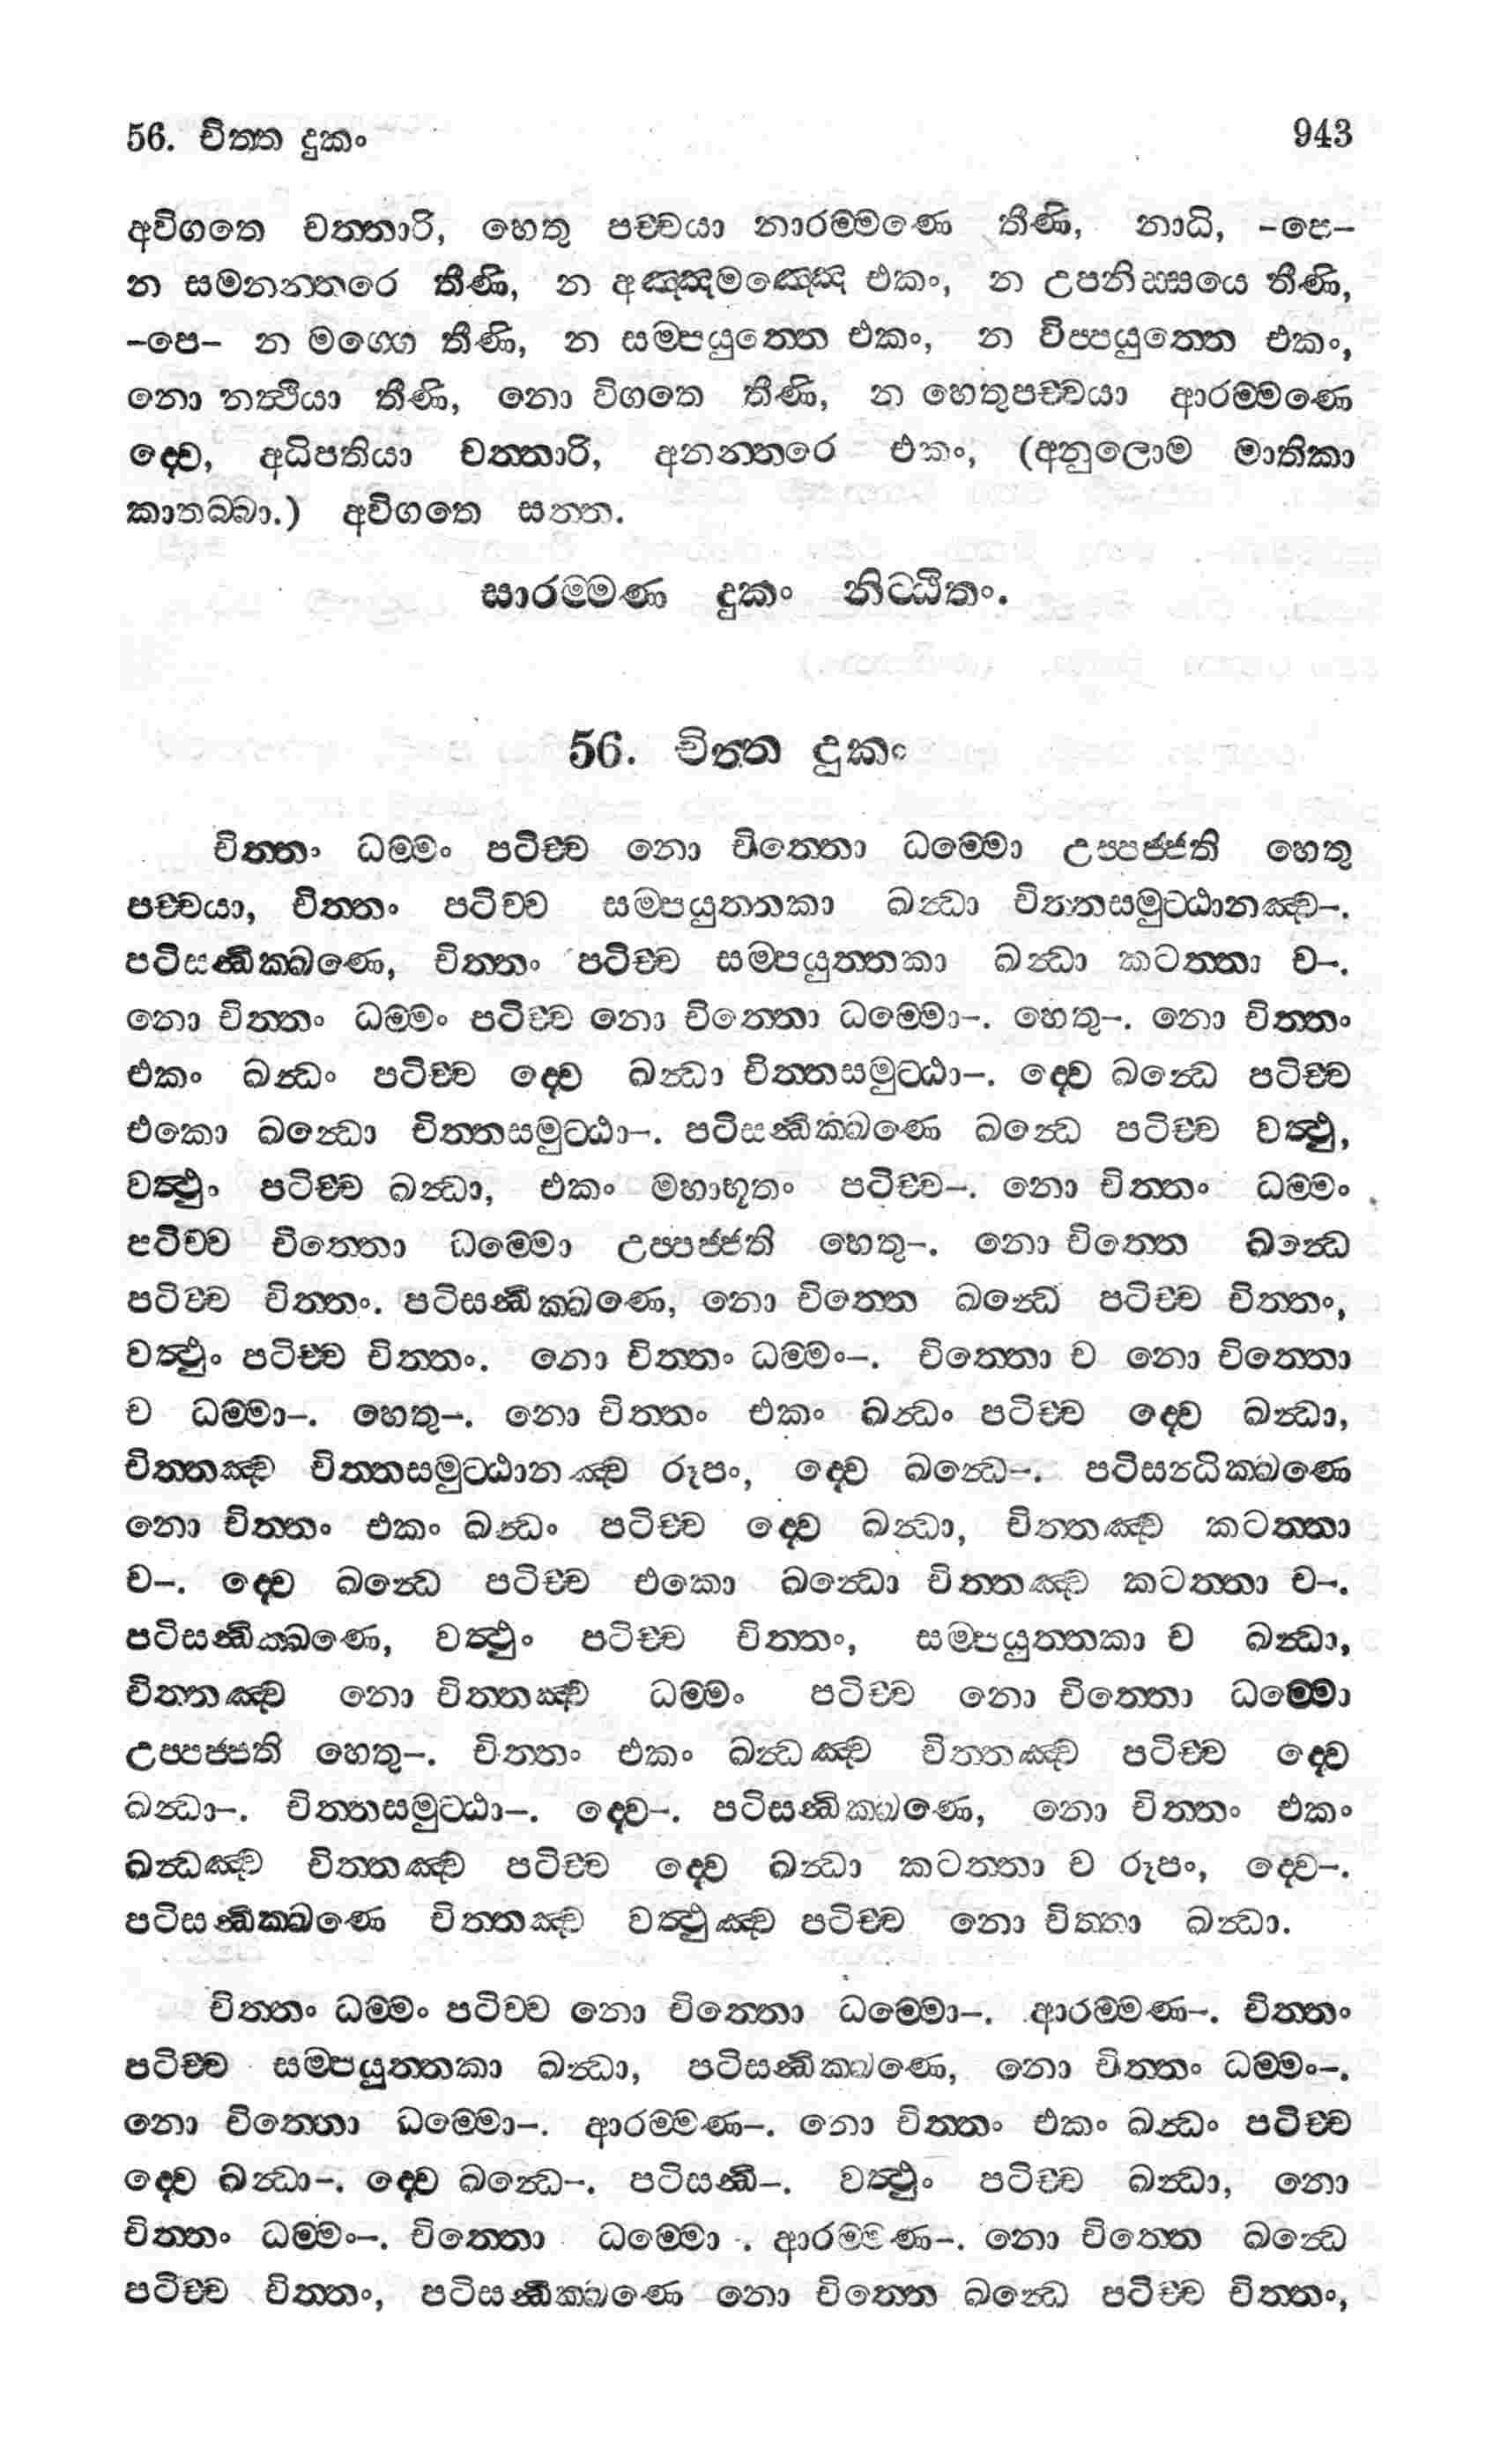 56. චිත්ත දුකං 943
අවිගතෙ චත්තාරි, හෙතු පච්චයා නාරම්මණෙ තීණි, නාධි, -පෙ-
න සමනන්තරෙ තීණි, න අඤ්ඤමඤ්ඤෙ එකං, න උපනිස්සයෙ තීණි,
-පෙ- න මග්ගෙ තීණි, න සම්පයුත්තෙ එකං, න විප්පයුත්තෙ එකං,
නො නත්ථියා තීණි, නො විගතෙ තීණි, න හෙතුපච්චයා ආරම්මණෙ
ද්වෙ, අධිපතියා චත්තාරි, අනන්තරෙ එකං, (අනුලොම මාතිකා
කාතබ්බා.) අවිගතෙ සත්ත.
සාරම්මණ දුකං නිට්ඨිතං.
56. චිත්ත දුකං
චිත්තං ධම්මං පටිච්ච නො චිත්තො ධම්මො උප්පජ්ජති හෙතු
පච්චයා, චිත්තං පටිච්ච සම්පයුත්තකා ඛන්ධා චිත්තසමුට්ඨානඤ්ච-.
පටිසන්ධික්ඛණෙ, චිත්තං පටිච්ච සම්පයුත්තකා ඛන්ධා කටත්තා ච-.
නො චිත්තං ධම්මං පටිච්ච නො චිත්තො ධම්මො-. හෙතු-. නො චිත්තං
එකං ඛන්ධං පටිච්ච ද්වෙ ඛන්ධා චිත්තසමුට්ඨා-. ද්වෙ ඛන්ධෙ පටිච්ච
එකො ඛන්ධො චිත්තසමුට්ඨා-. පටිසන්ධික්ඛණෙ ඛන්ධෙ පටිච්ච වත්ථු,
වත්ථුං පටිච්ච ඛන්ධා, එකං මහාභූතං පටිච්ච-. නො චිත්තං ධම්මං
පටිච්ච චිත්තො ධම්මො උප්පජ්ජති හෙතු-. නො චිත්තෙ ඛන්ධෙ
පටිච්ච චිත්තං. පටිසන්ධික්ඛණෙ, නො චිත්තෙ ඛන්ධෙ පටිච්ච චිත්තං,
වත්ථුං පටිච්ච චිත්තං. නො චිත්තං ධම්මං-. චිත්තො ච නො චිත්තො
ච ධම්මා-. හෙතු-. නො චිත්තං එකං ඛන්ධං පටිච්ච ද්වෙ ඛන්ධා,
චිත්තඤ්ච චිත්තසමුට්ඨානඤ්ච රූපං, ද්වෙ ඛන්ධෙ-. පටිසන්ධික්ඛණෙ
නො චිත්තං එකං ඛන්ධං පටිච්ච ද්වෙ ඛන්ධා, චිත්තඤ්ච කටත්තා
ච-. ද්වෙ ඛන්ධෙ පටිච්ච එකො ඛන්ධො චිත්තඤ්ච කටත්තා ච-.
පටිසන්ධික්ඛණෙ, වත්ථුං පටිච්ච චිත්තං, සම්පයුත්තකා ච ඛන්ධා,
චිත්තඤ්ච නො චිත්තඤ්ච ධම්මං පටිච්ච නො චිත්තො ධම්මො
උප්පජ්ජති හෙතු-. චිත්තං එකං ඛන්ධඤ්ච චිත්තඤ්ච පටිච්ච ද්වෙ
ඛන්ධා-. චිත්තසමුට්ඨා-. ද්වෙ-. පටිසන්ධික්ඛණෙ, නො චිත්තං එකං
ඛන්ධඤ්ච චිත්තඤ්ච පටිච්ච ද්වෙ ඛන්ධා කටත්තා ච රූපං, ද්වෙ-.
පටිසන්ධික්ඛණෙ චිත්තඤ්ච වත්ථුඤ්ච පටිච්ච නො චිත්තා ඛන්ධා.
චිත්තං ධම්මං පටිච්ච නො චිත්තො ධම්මො-. ආරම්මණ-. චිත්තං
පටිච්ච සම්පයුත්තකා ඛන්ධා, පටිසන්ධික්ඛණෙ, නො චිත්තං ධම්මං-.
නො චිත්තො ධම්මො-. ආරම්මණ-. නො චිත්තං එකං ඛන්ධං පටිච්ච
ද්වෙ ඛන්ධා-. ද්වෙ ඛන්ධෙ-. පටිසන්ධි-. වත්ථුං පටිච්ච ඛන්ධා, නො
චිත්තං ධම්මං-. චිත්තො ධම්මො . ආරම්මණ-. නො චිත්තෙ ඛන්ධෙ
පටිච්ච චිත්තං, පටිසන්ධික්ඛණෙ නො චිත්තෙ ඛන්ධෙ පටිච්ච චිත්තං,